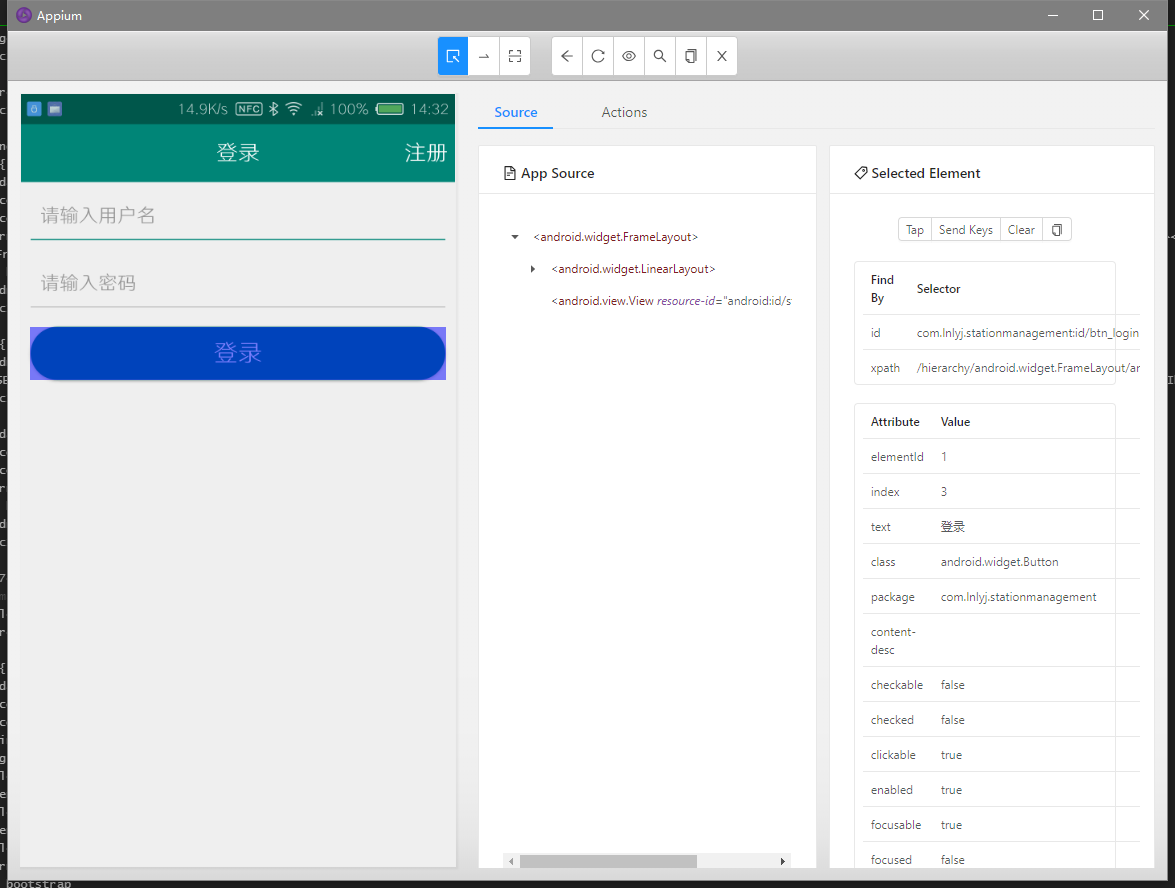 Appium
14.9K/s NFC 100% 14:32
登录 注册
请输入用户名
请输入密码
登录
Source Actions
App Source
<android.widget.FrameLayout>
<android.widget.LinearLayout>
<android.view.View resource-id="android:id/s
Selected Element
Tap Send Keys Clear
Find By Selector
id com.lnlyj.stationmanagement:id/btn_login
xpath /hierarchy/android.widget.FrameLayout/ar
Attribute Value
elementId 1
index 3
text 登录
class android.widget.Button
package com.lnlyj.stationmanagement
content-
desc
checkable false
checked false
clickable true
enabled true
focusable true
focused false
bootstrap